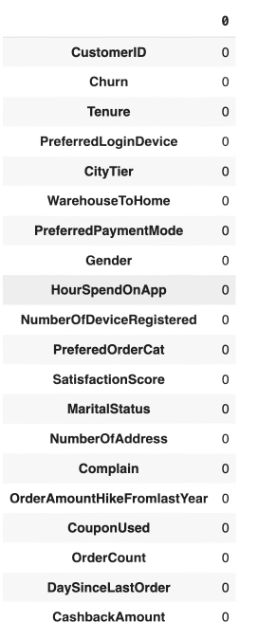 0
CustomerID 0
Churn 0
Tenure 0
PreferredLoginDevice 0
CityTier 0
WarehouseToHome 0
PreferredPaymentMode 0
Gender 0
HourSpendOnApp 0
NumberOfDeviceRegistered 0
PreferedOrderCat 0
SatisfactionScore 0
MaritalStatus 0
NumberOfAddress 0
Complain 0
OrderAmountHikeFromlastYear 0
CouponUsed 0
OrderCount 0
DaySinceLastOrder 0
CashbackAmount 0